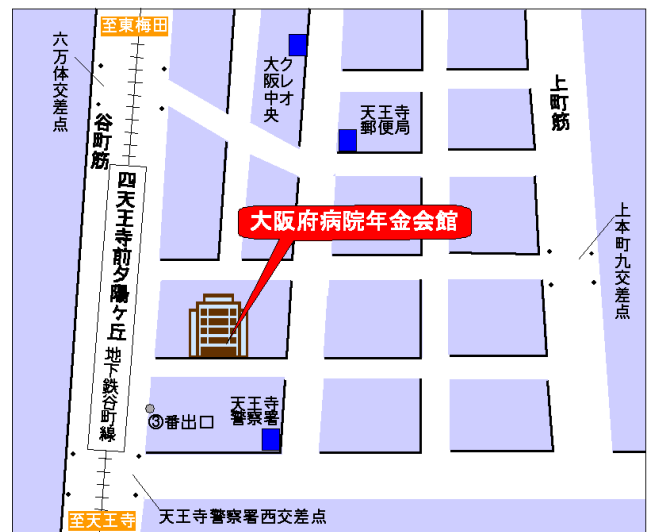 至東梅田
六万体交差点
谷町筋
クレオ
大阪中央
天王寺
郵便局
上町筋
大阪府病院年金会館
上本町九交差点
四天王寺前夕陽ヶ丘
地下鉄谷町線
③番出口
天王寺
警察署
至天王寺
天王寺警察署西交差点